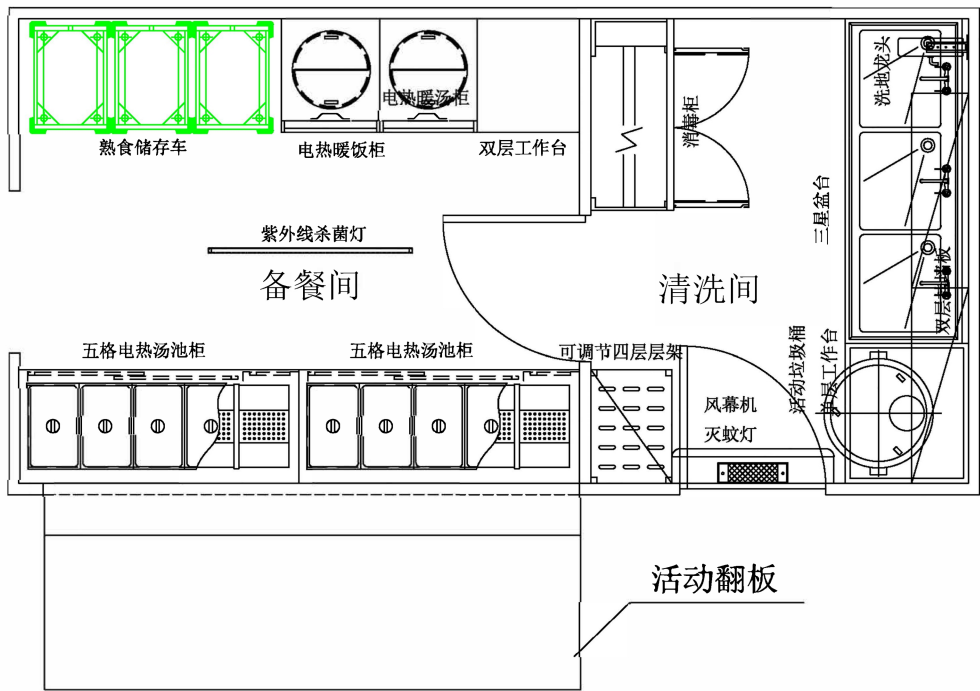 电热暖汤柜
熟食储存车
电热暖饭柜
双层工作台
消毒柜
洗地龙头
三星盆台
紫外线杀菌灯
备餐间
清洗间
双层挂墙板
五格电热汤池柜
五格电热汤池柜
可调节四层层架
活动垃圾桶
单层工作台
风幕机
灭蚊灯
活动翻板